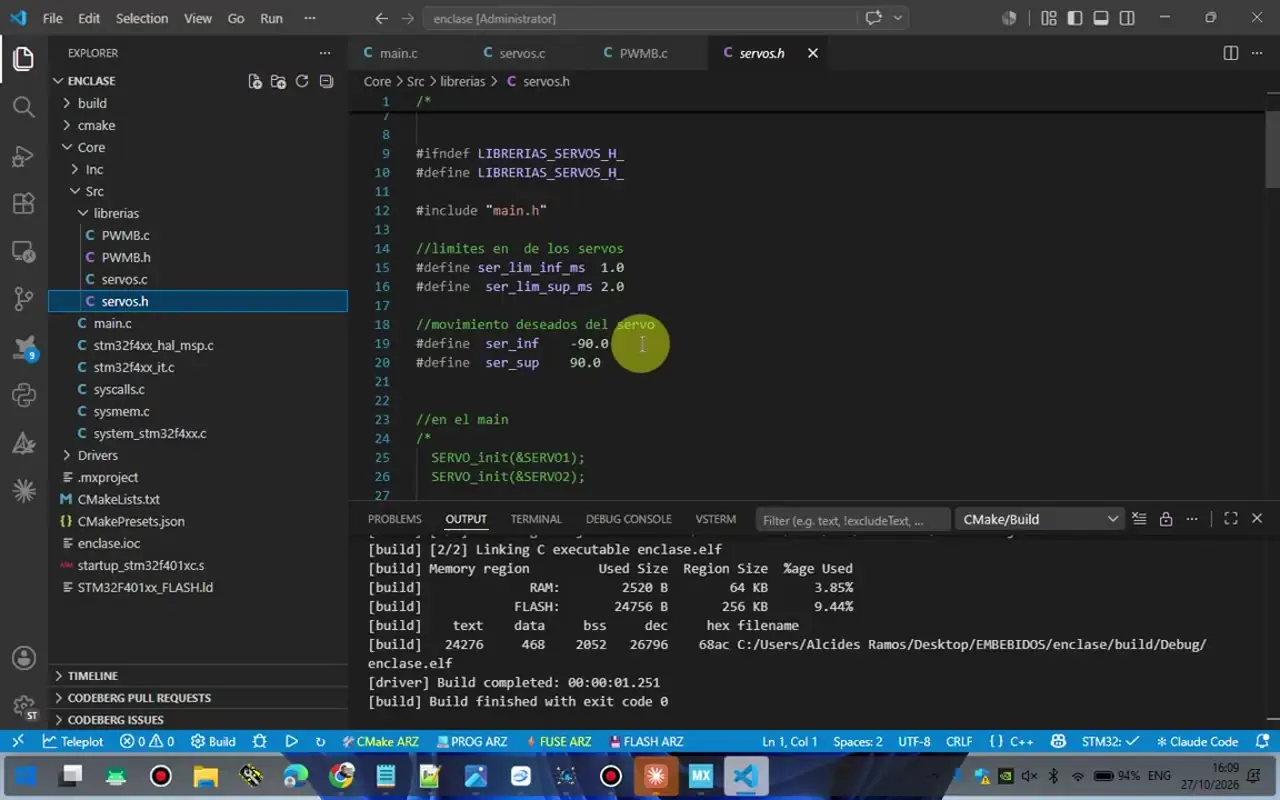 File Edit Selection View Go Run ··· enclase [Administrator]
EXPLORER ···
main.c servos.c PWMB.c servos.h
ENCLASE
Core > Src > librerias > C servos.h
build
cmake
Core
Inc
Src
librerias
C PWMB.c
C PWMB.h
C servos.c
C servos.h
C main.c
C stm32f4xx_hal_msp.c
C stm32f4xx_it.c
C syscalls.c
C sysmem.c
C system_stm32f4xx.c
Drivers
.mxproject
M CMakeLists.txt
{} CMakePresets.json
enclase.ioc
startup_stm32f401xc.s
STM32F401xx_FLASH.ld
TIMELINE
CODEBERG PULL REQUESTS
CODEBERG ISSUES
1 /*
7
8
9 #ifndef LIBRERIAS_SERVOS_H_
10 #define LIBRERIAS_SERVOS_H_
11
12 #include "main.h"
13
14 //limites en  de los servos
15 #define ser_lim_inf_ms  1.0
16 #define  ser_lim_sup_ms 2.0
17
18 //movimiento deseados del servo
19 #define  ser_inf    -90.0
20 #define  ser_sup    90.0
21
22
23 //en el main
24 /*
25 SERVO_init(&SERVO1);
26 SERVO_init(&SERVO2);
27
PROBLEMS OUTPUT TERMINAL DEBUG CONSOLE VSTERM Filter (e.g. text, !excludeText, ... CMake/Build
[build] [2/2] Linking C executable enclase.elf
[build] Memory region Used Size Region Size %age Used
[build] RAM: 2520 B 64 KB 3.85%
[build] FLASH: 24756 B 256 KB 9.44%
[build] text data bss dec hex filename
[build] 24276 468 2052 26796 68ac C:/Users/Alcides Ramos/Desktop/EMBEBIDOS/enclase/build/Debug/
enclase.elf
[driver] Build completed: 00:00:01.251
[build] Build finished with exit code 0
Teleplot 0 0 Build CMake ARZ PROG ARZ FUSE ARZ FLASH ARZ Ln 1, Col 1 Spaces: 2 UTF-8 CRLF {} C++ STM32: Claude Code
9
ST
MX
94% ENG
16:09
27/10/2026